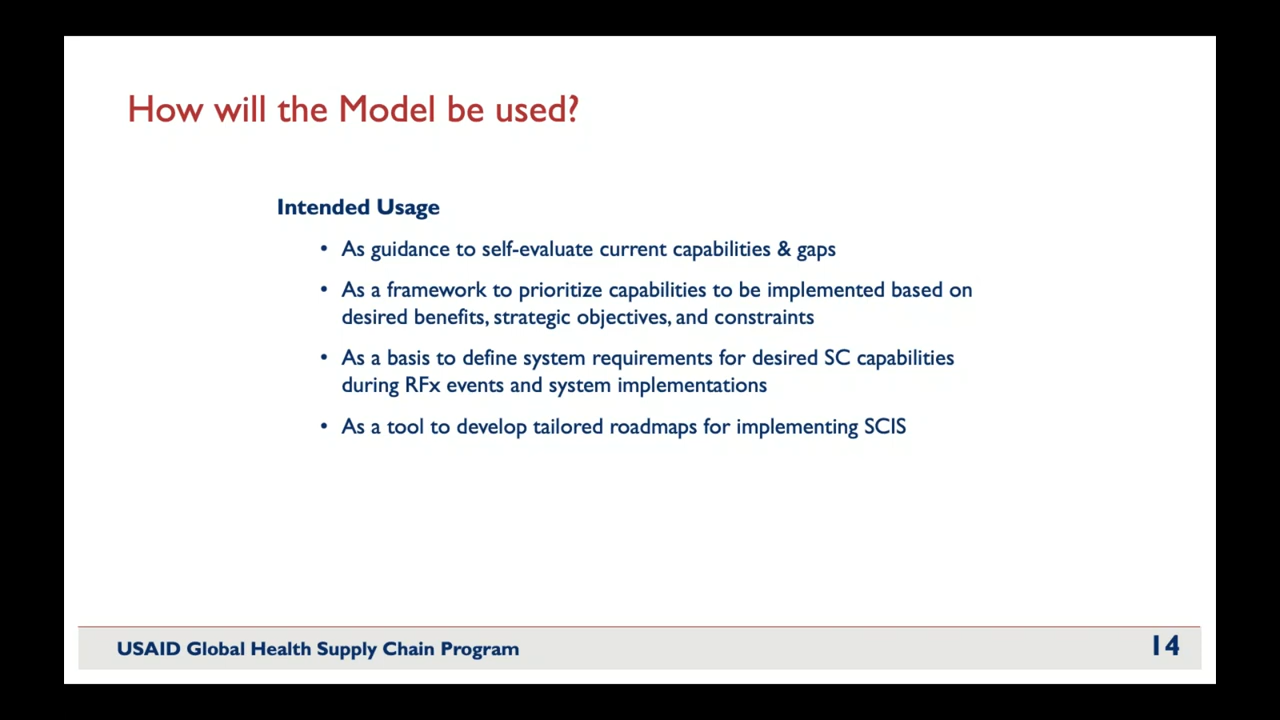 How will the Model be used?
Intended Usage
• As guidance to self-evaluate current capabilities & gaps
• As a framework to prioritize capabilities to be implemented based on
desired benefits, strategic objectives, and constraints
• As a basis to define system requirements for desired SC capabilities
during RFx events and system implementations
• As a tool to develop tailored roadmaps for implementing SCIS
USAID Global Health Supply Chain Program
14